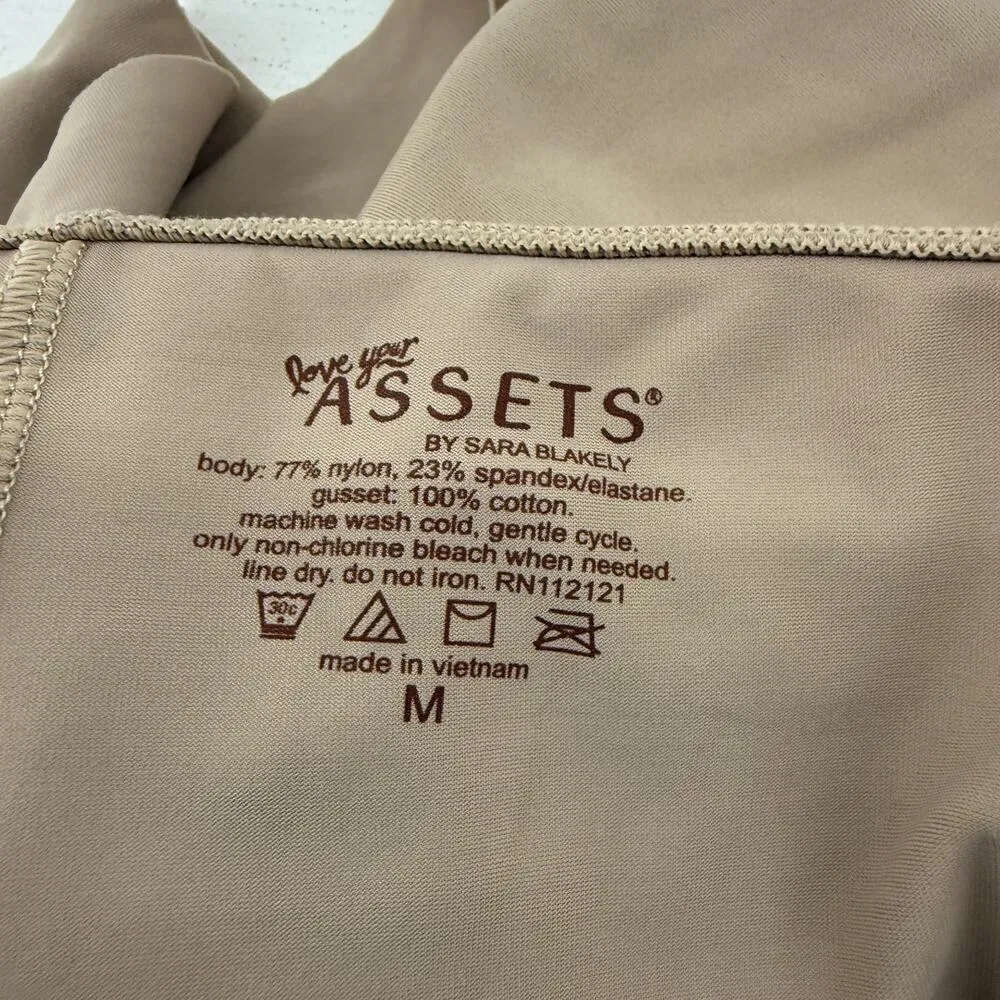 love your
ASSETS®
BY SARA BLAKELY
body: 77% nylon, 23% spandex/elastane.
gusset: 100% cotton.
machine wash cold, gentle cycle.
only non-chlorine bleach when needed.
line dry. do not iron. RN112121
30c
made in vietnam
M